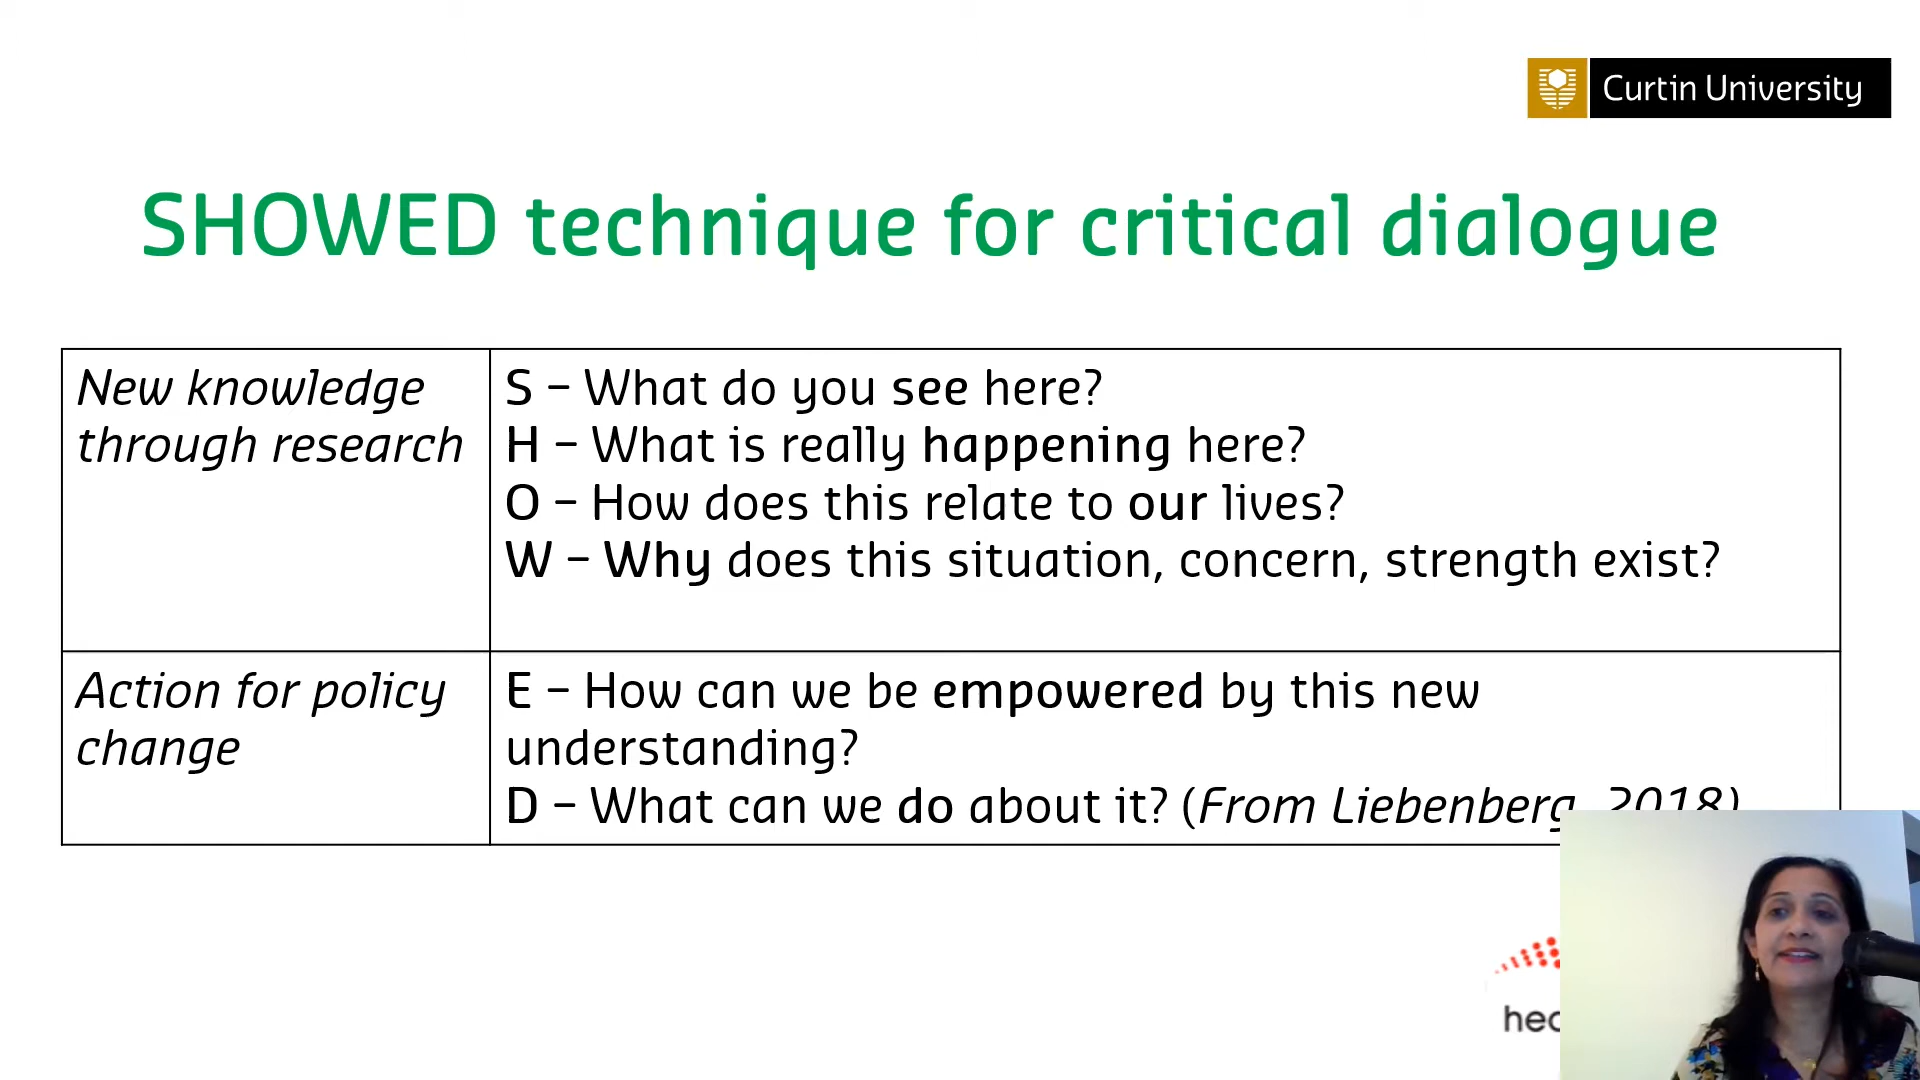 Curtin University
SHOWED technique for critical dialogue
New knowledge
through research
S – What do you see here?
H – What is really happening here?
O – How does this relate to our lives?
W – Why does this situation, concern, strength exist?
Action for policy
change
E – How can we be empowered by this new
understanding?
D – What can we do about it? (From Liebenberg, 2018)